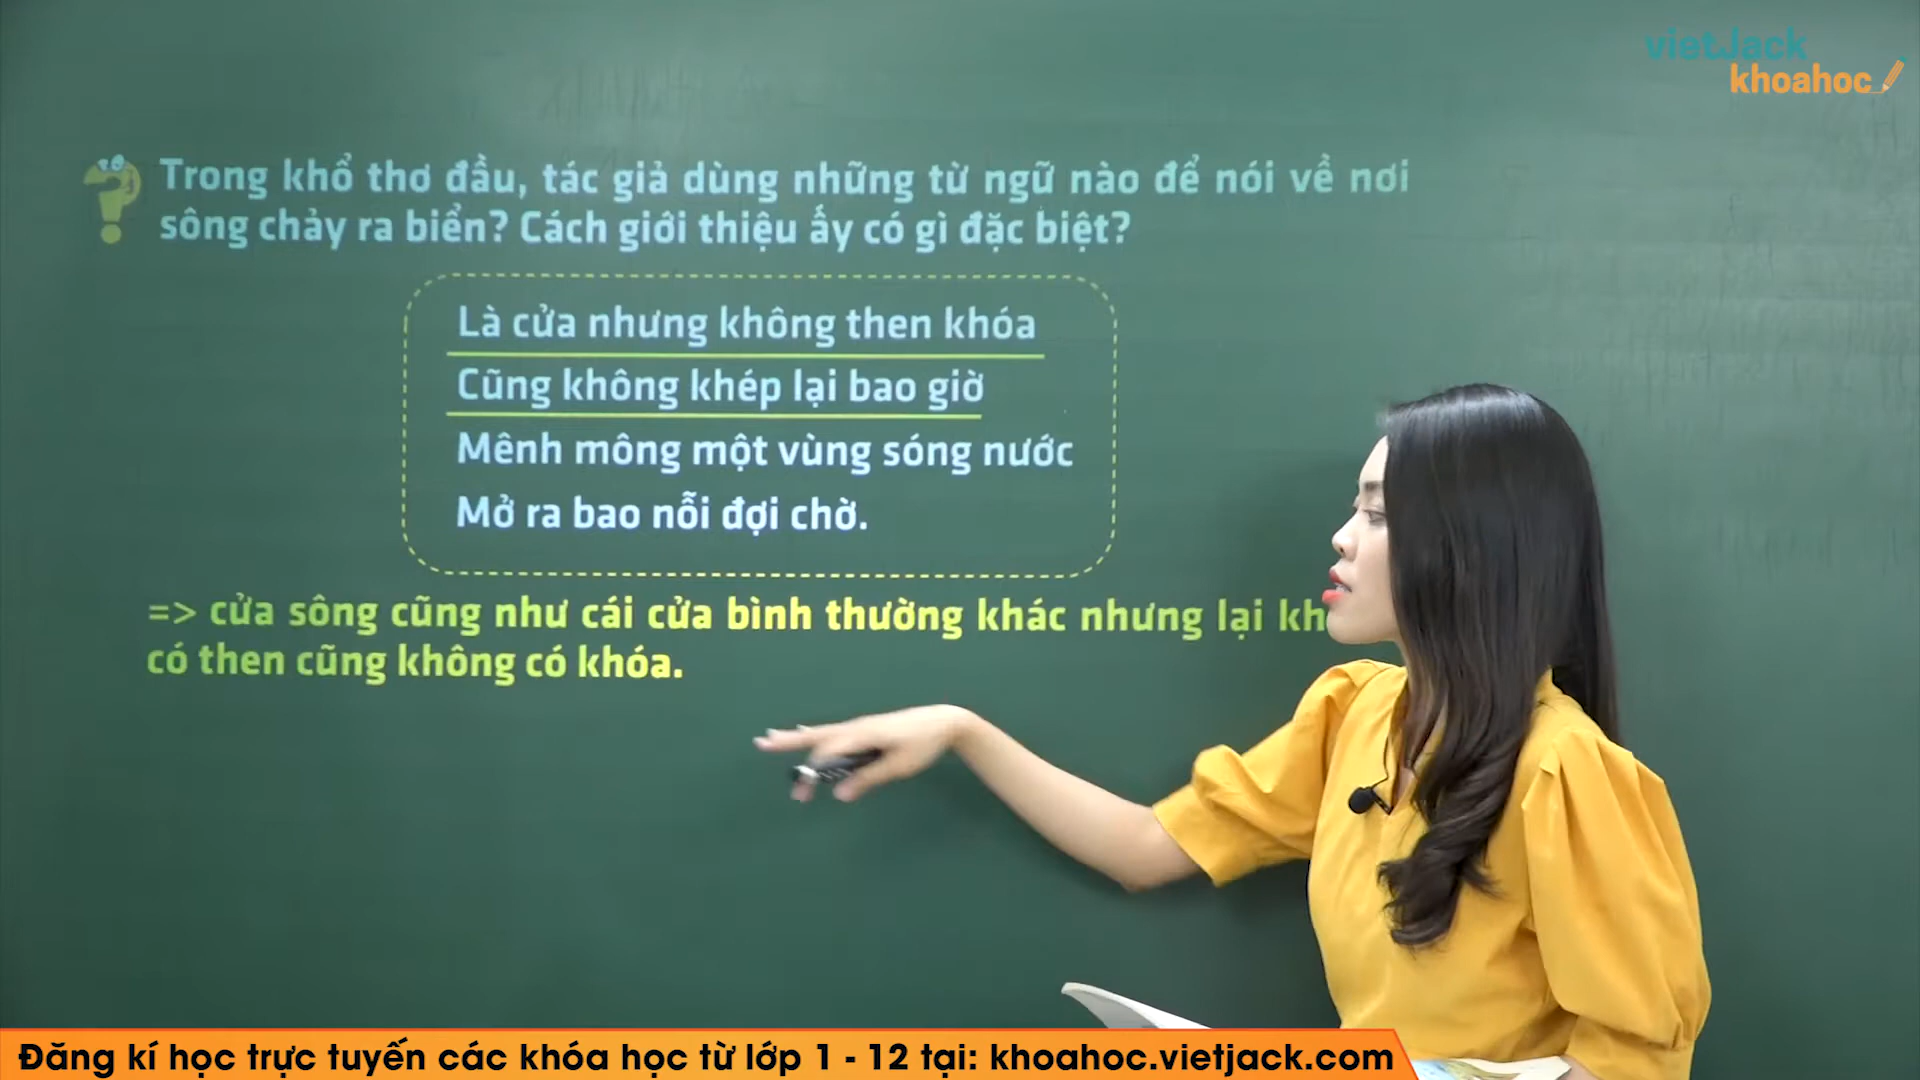 vietJack
khoahoc
Trong khổ thơ đầu, tác giả dùng những từ ngữ nào để nói về nơi
sông chảy ra biển? Cách giới thiệu ấy có gì đặc biệt?
Là cửa nhưng không then khóa
Cũng không khép lại bao giờ
Mênh mông một vùng sóng nước
Mở ra bao nỗi đợi chờ.
=> cửa sông cũng như cái cửa bình thường khác nhưng lại
có then cũng không có khóa.
Đăng kí học trực tuyến các khóa học từ lớp 1 - 12 tại: khoahoc.vietjack.com